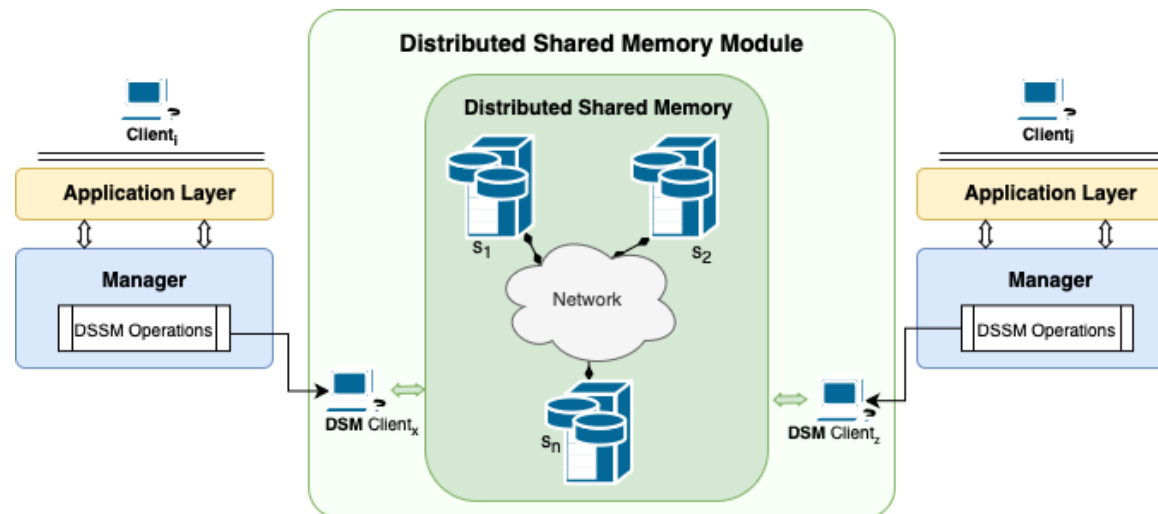 Distributed Shared Memory Module
Client_i
Application Layer
Manager
DSSM Operations
DSM Client_x
Distributed Shared Memory
s_1
s_2
Network
s_n
DSM Client_z
Client_j
Application Layer
Manager
DSSM Operations